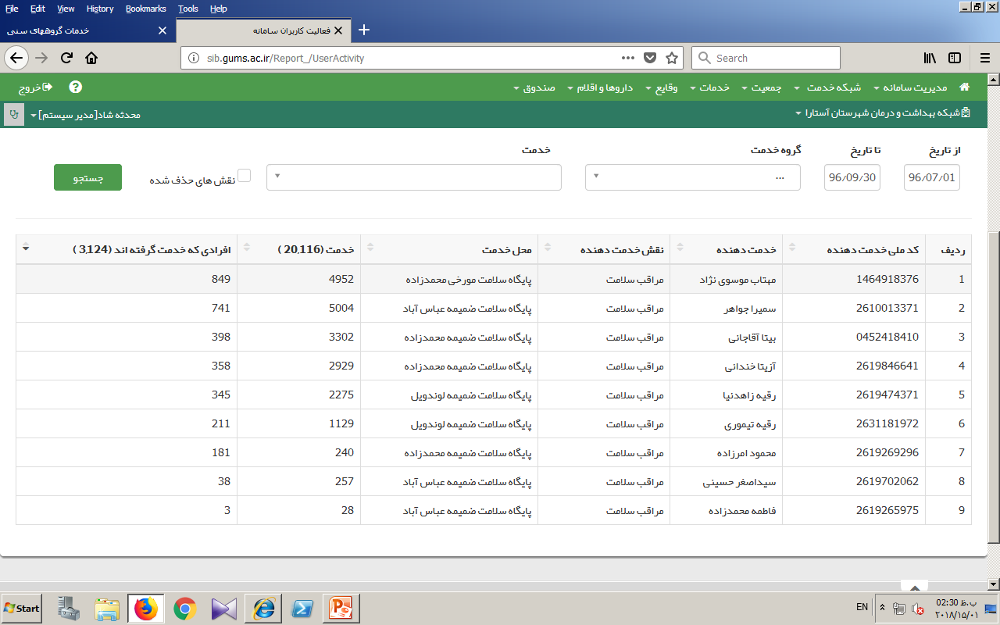 File Edit View History Bookmarks Tools Help
خدمات گروههای سنی
فعالیت کاربران سامانه
sib.gums.ac.ir/Report_/UserActivity
Search
مدیریت سامانه شبکه خدمت جمعیت خدمات وقایع داروها و اقلام صندوق ? خروج
شبکه بهداشت و درمان شهرستان آستارا محدثه شاد[مدیر سیستم]
از تاریخ تا تاریخ گروه خدمت خدمت
96/07/01 96/09/30 ... نقش های حذف شده جستجو
ردیف کد ملی خدمت دهنده خدمت دهنده نقش خدمت دهنده محل خدمت خدمت (20,116 ) افرادی که خدمت گرفته اند (3,124 )
1 1464918376 مهتاب موسوی نژاد مراقب سلامت پایگاه سلامت مورخی محمدزاده 4952 849
2 2610013371 سمیرا جواهر مراقب سلامت پایگاه سلامت ضمیمه عباس آباد 5004 741
3 0452418410 بیتا آقاجانی مراقب سلامت پایگاه سلامت ضمیمه محمدزاده 3302 398
4 2619846641 آزیتا خندانی مراقب سلامت پایگاه سلامت ضمیمه محمدزاده 2929 358
5 2619474371 رقیه زاهدنیا مراقب سلامت پایگاه سلامت ضمیمه لوندویل 2275 345
6 2631181972 رقیه تیموری مراقب سلامت پایگاه سلامت ضمیمه لوندویل 1129 211
7 2619269296 محمود امرزاده مراقب سلامت پایگاه سلامت ضمیمه محمدزاده 240 181
8 2619702062 سیداصغر حسینی مراقب سلامت پایگاه سلامت ضمیمه عباس آباد 257 38
9 2619265975 فاطمه محمدزاده مراقب سلامت پایگاه سلامت ضمیمه عباس آباد 28 3
Start EN 02:30 ب.ظ
۲۰۱۸/۱۵/۰۱